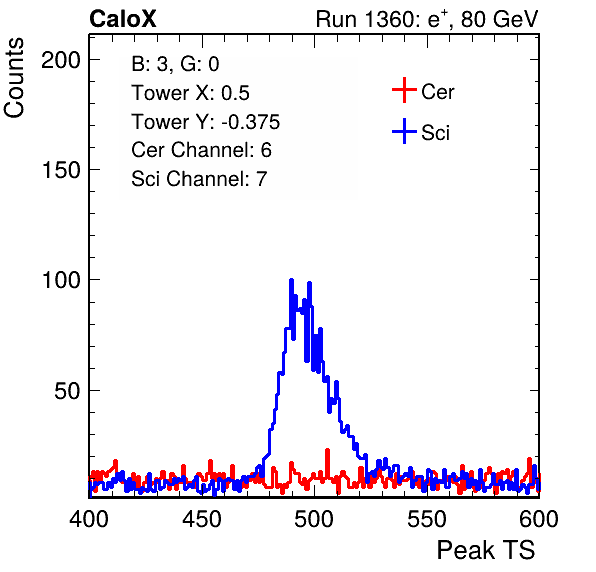 CaloX Run 1360: e⁺, 80 GeV
Counts
B: 3, G: 0
Tower X: 0.5
Tower Y: -0.375
Cer Channel: 6
Sci Channel: 7
Cer
Sci
200
150
100
50
400 450 500 550 600
Peak TS